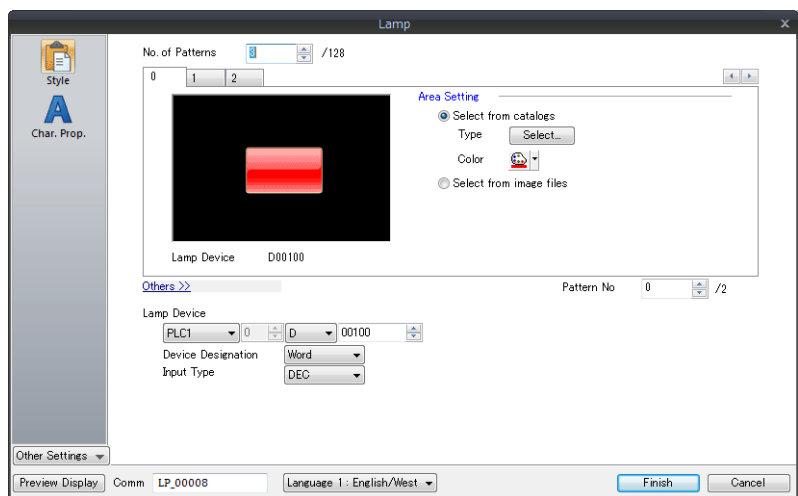 Lamp
x
No. of Patterns 3 /128
Style
0 1 2
Area Setting
Select from catalogs
Type Select...
Char. Prop.
Color
Select from image files
Lamp Device D00100
Others >>
Pattern No 0 /2
Lamp Device
PLC1 0 D 00100
Device Designation Word
Input Type DEC
Other Settings
Preview Display Comm LP_00008 Language 1 : English/West Finish Cancel